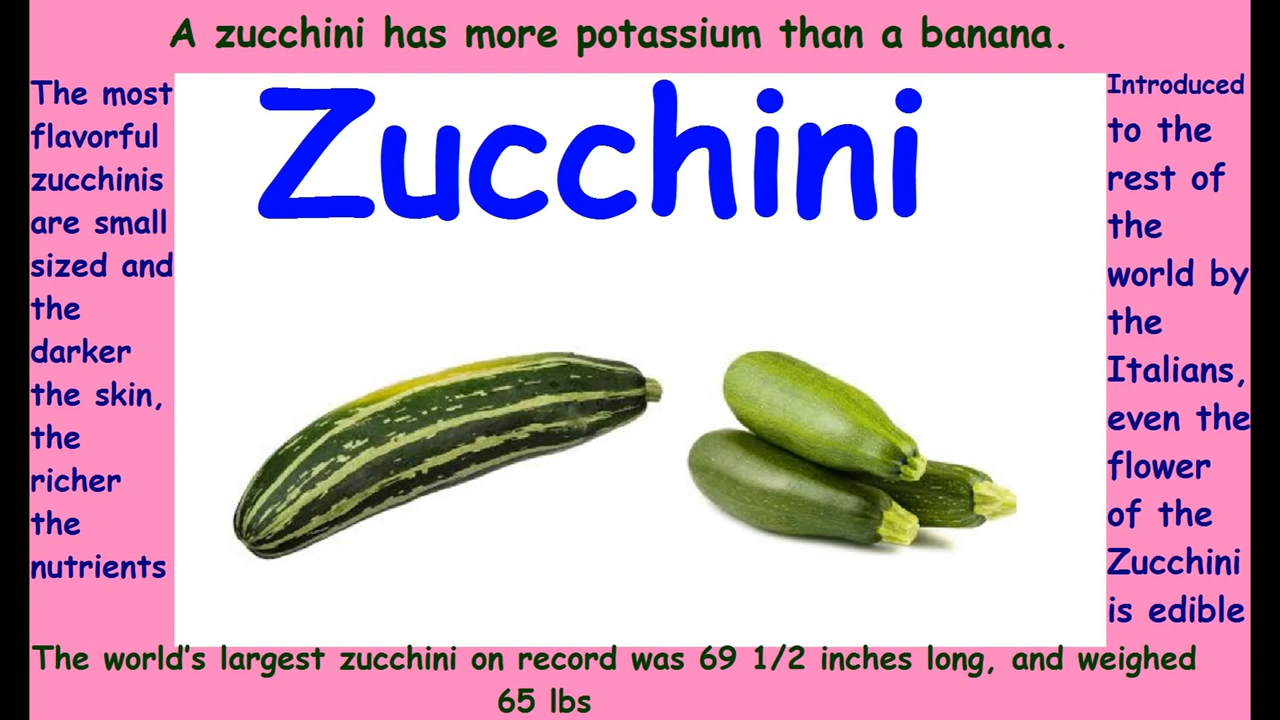 A zucchini has more potassium than a banana.
Zucchini
The most
flavorful
zucchinis
are small
sized and
the
darker
the skin,
the
richer
the
nutrients
Introduced
to the
rest of
the
world by
the
Italians,
even the
flower
of the
Zucchini
is edible
The world's largest zucchini on record was 69 1/2 inches long, and weighed
65 lbs